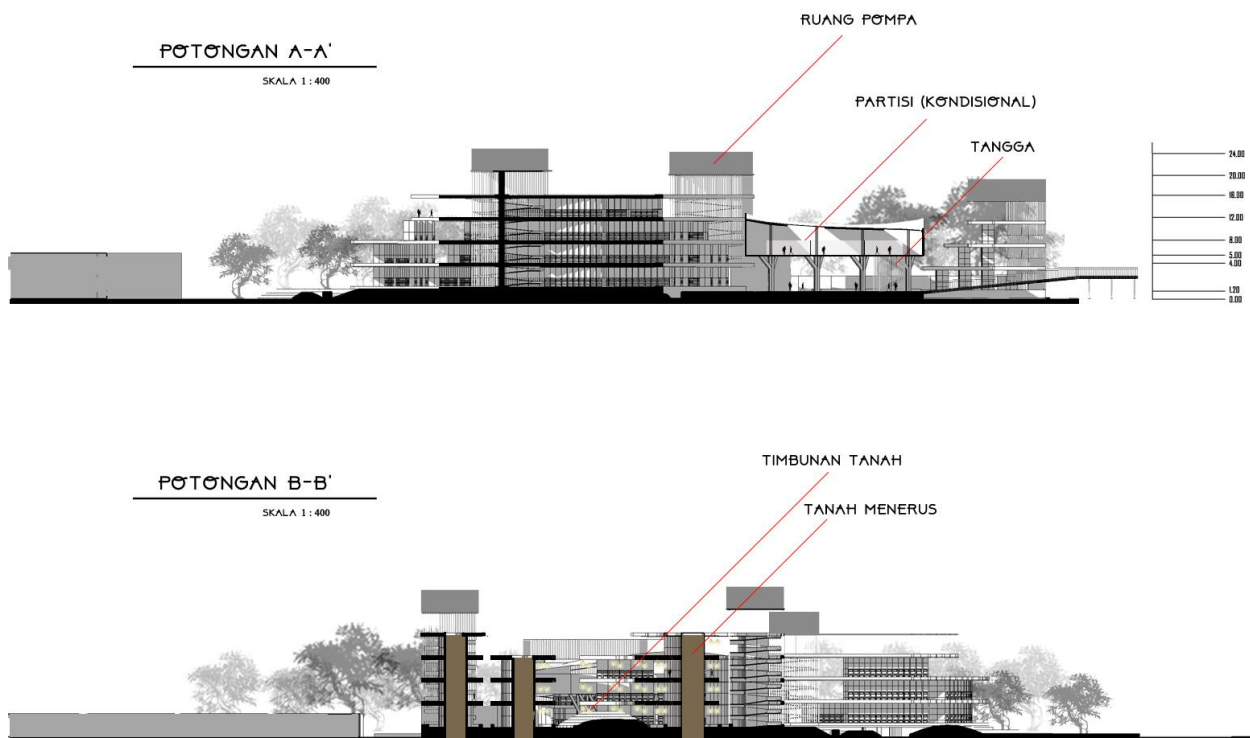 RUANG POMPA
POTONGAN A-A'
SKALA 1 : 400
PARTISI (KONDISIONAL)
TANGGA
24.00
20.00
16.00
12.00
8.00
5.00
4.00
1.20
0.00
TIMBUNAN TANAH
POTONGAN B-B'
SKALA 1 : 400
TANAH MENERUS